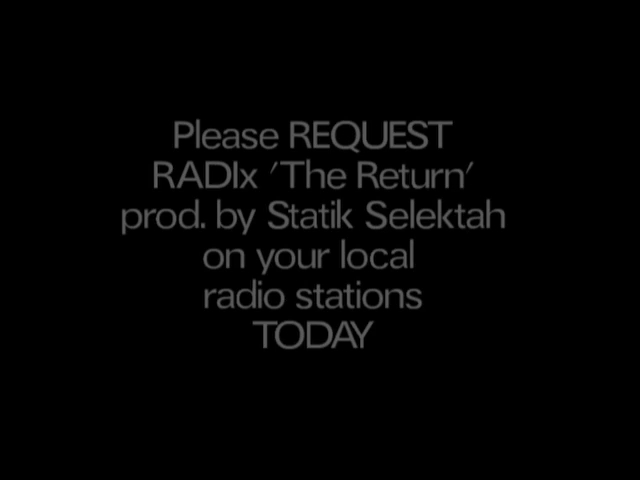 Please REQUEST
RADIx 'The Return'
prod. by Statik Selektah
on your local
radio stations
TODAY